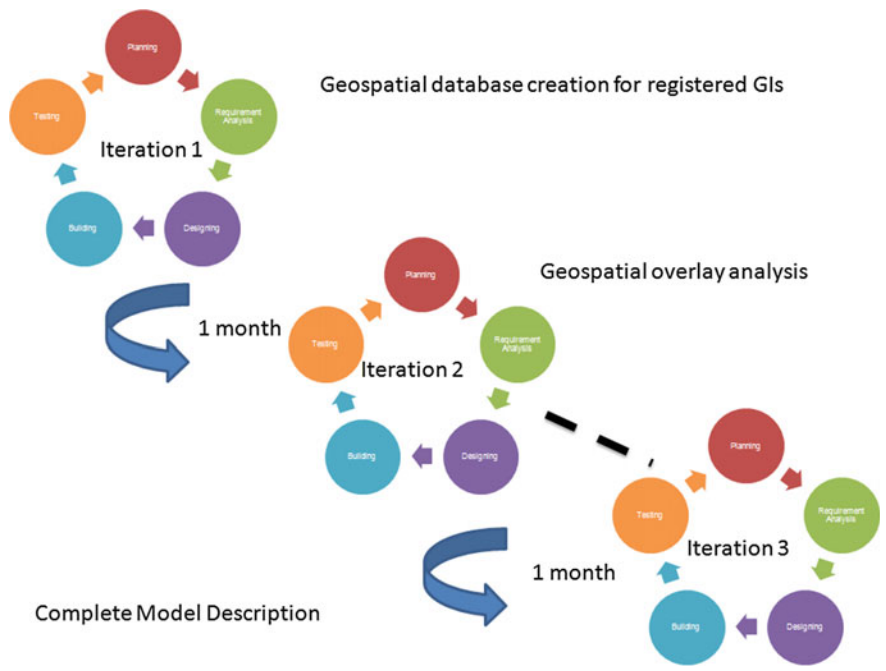 Planning
Geospatial database creation for registered GIs
Testing
Requirement
Analysis
Iteration 1
Building
Designing
Geospatial overlay analysis
Planning
1 month
Testing
Requirement
Analysis
Iteration 2
Building
Designing
Planning
Testing
Requirement
Analysis
Iteration 3
1 month
Complete Model Description
Building
Designing